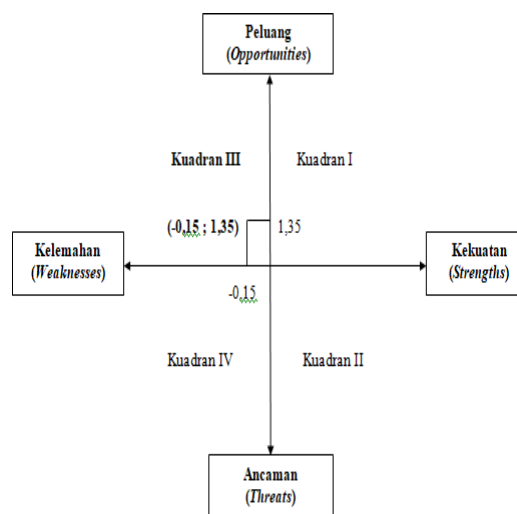 Peluang
(Opportunities)
Kuadran III
Kuadran I
(-0,15 ; 1,35)
1,35
Kelemahan
(Weaknesses)
Kekuatan
(Strengths)
-0,15
Kuadran IV
Kuadran II
Ancaman
(Threats)